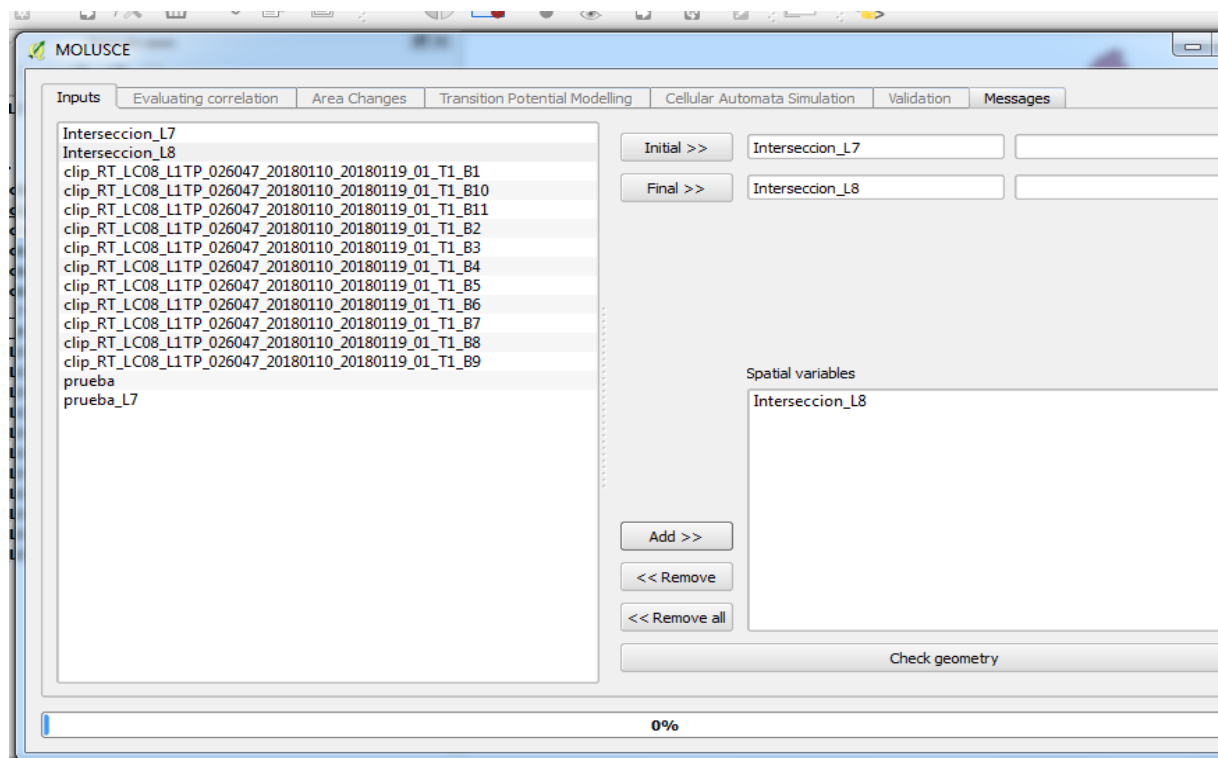 MOLUSCE
Inputs Evaluating correlation Area Changes Transition Potential Modelling Cellular Automata Simulation Validation Messages
Interseccion_L7
Interseccion_L8
clip_RT_LC08_L1TP_026047_20180110_20180119_01_T1_B1
clip_RT_LC08_L1TP_026047_20180110_20180119_01_T1_B10
clip_RT_LC08_L1TP_026047_20180110_20180119_01_T1_B11
clip_RT_LC08_L1TP_026047_20180110_20180119_01_T1_B2
clip_RT_LC08_L1TP_026047_20180110_20180119_01_T1_B3
clip_RT_LC08_L1TP_026047_20180110_20180119_01_T1_B4
clip_RT_LC08_L1TP_026047_20180110_20180119_01_T1_B5
clip_RT_LC08_L1TP_026047_20180110_20180119_01_T1_B6
clip_RT_LC08_L1TP_026047_20180110_20180119_01_T1_B7
clip_RT_LC08_L1TP_026047_20180110_20180119_01_T1_B8
clip_RT_LC08_L1TP_026047_20180110_20180119_01_T1_B9
prueba
prueba_L7
Initial >> Interseccion_L7
Final >> Interseccion_L8
Spatial variables
Interseccion_L8
Add >>
<< Remove
<< Remove all
Check geometry
0%